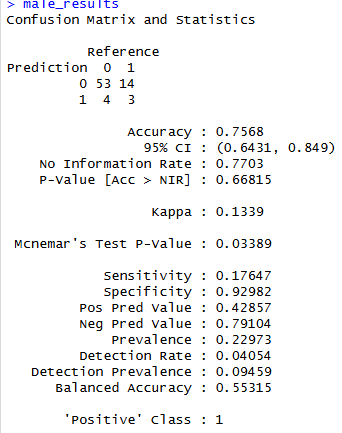 > male_results
Confusion Matrix and Statistics
Reference
Prediction 0 1
0 53 14
1 4 3
Accuracy : 0.7568
95% CI : (0.6431, 0.849)
No Information Rate : 0.7703
P-Value [Acc > NIR] : 0.66815
Kappa : 0.1339
Mcnemar's Test P-Value : 0.03389
Sensitivity : 0.17647
Specificity : 0.92982
Pos Pred Value : 0.42857
Neg Pred Value : 0.79104
Prevalence : 0.22973
Detection Rate : 0.04054
Detection Prevalence : 0.09459
Balanced Accuracy : 0.55315
'Positive' Class : 1